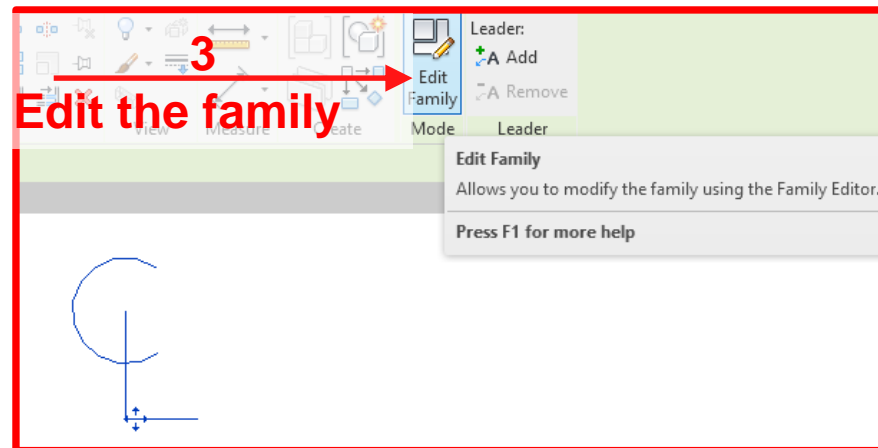 Leader:
3
A Add
Edit
Family
A Remove
Edit the family
View Measure Create Mode Leader
Edit Family
Allows you to modify the family using the Family Editor.
Press F1 for more help